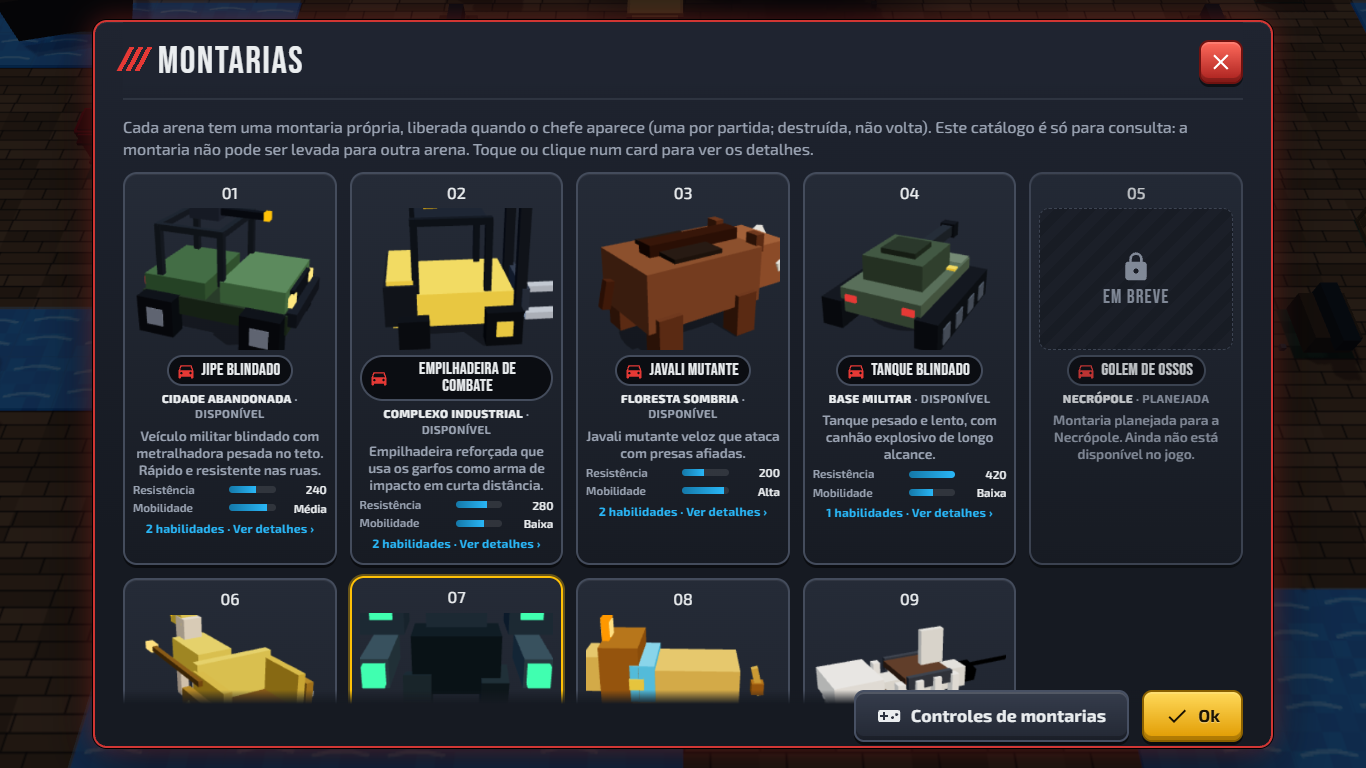 MONTARIAS
Cada arena tem uma montaria própria, liberada quando o chefe aparece (uma por partida; destruída, não volta). Este catálogo é só para consulta: a
montaria não pode ser levada para outra arena. Toque ou clique num card para ver os detalhes.
01
JIPE BLINDADO
CIDADE ABANDONADA ·
DISPONÍVEL
Veículo militar blindado com
metralhadora pesada no teto.
Rápido e resistente nas ruas.
Resistência 240
Mobilidade Média
2 habilidades · Ver detalhes ›
02
EMPILHADEIRA DE
COMBATE
COMPLEXO INDUSTRIAL ·
DISPONÍVEL
Empilhadeira reforçada que
usa os garfos como arma de
impacto em curta distância.
Resistência 280
Mobilidade Baixa
2 habilidades · Ver detalhes ›
03
JAVALI MUTANTE
FLORESTA SOMBRIA ·
DISPONÍVEL
Javali mutante veloz que ataca
com presas afiadas.
Resistência 200
Mobilidade Alta
2 habilidades · Ver detalhes ›
04
TANQUE BLINDADO
BASE MILITAR · DISPONÍVEL
Tanque pesado e lento, com
canhão explosivo de longo
alcance.
Resistência 420
Mobilidade Baixa
1 habilidades · Ver detalhes ›
05
EM BREVE
GOLEM DE OSSOS
NECRÓPOLE · PLANEJADA
Montaria planejada para a
Necrópole. Ainda não está
disponível no jogo.
06
07
08
09
Controles de montarias
Ok